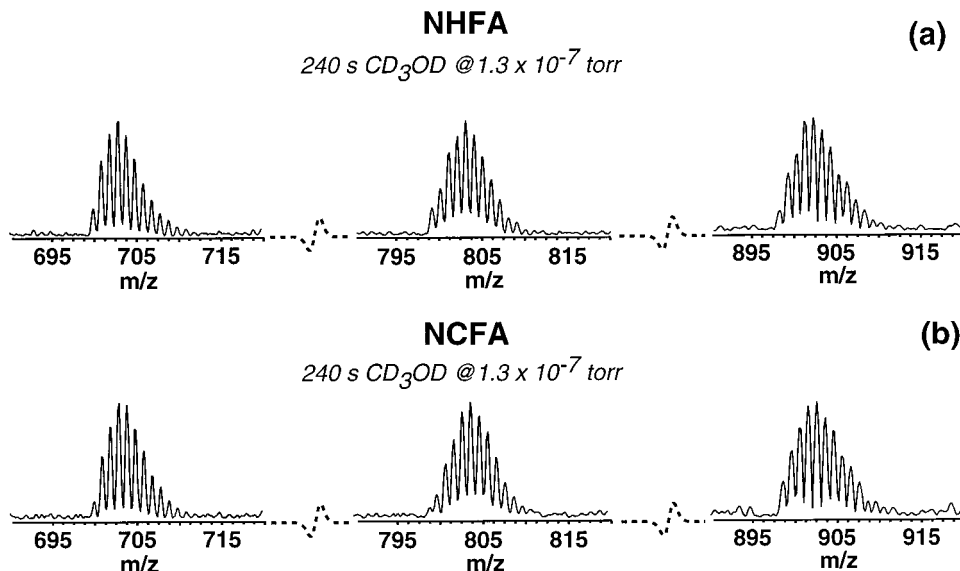 NHFA
(a)
240 s CD3OD @ 1.3 x 10-7 torr
695 705 715 795 805 815 895 905 915
m/z m/z m/z
NCFA
(b)
240 s CD3OD @ 1.3 x 10-7 torr
695 705 715 795 805 815 895 905 915
m/z m/z m/z